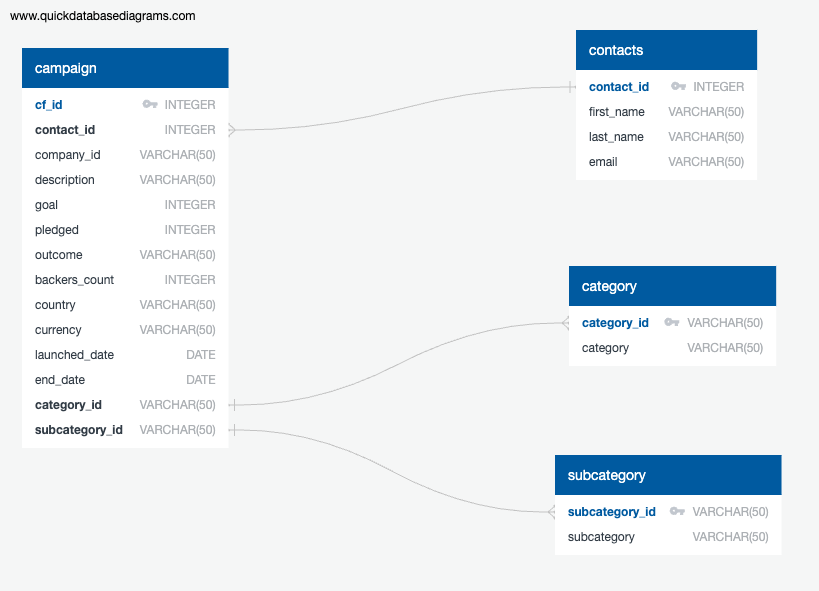 www.quickdatabasediagrams.com
campaign
cf_id INTEGER
contact_id INTEGER
company_id VARCHAR(50)
description VARCHAR(50)
goal INTEGER
pledged INTEGER
outcome VARCHAR(50)
backers_count INTEGER
country VARCHAR(50)
currency VARCHAR(50)
launched_date DATE
end_date DATE
category_id VARCHAR(50)
subcategory_id VARCHAR(50)
contacts
contact_id INTEGER
first_name VARCHAR(50)
last_name VARCHAR(50)
email VARCHAR(50)
category
category_id VARCHAR(50)
category VARCHAR(50)
subcategory
subcategory_id VARCHAR(50)
subcategory VARCHAR(50)